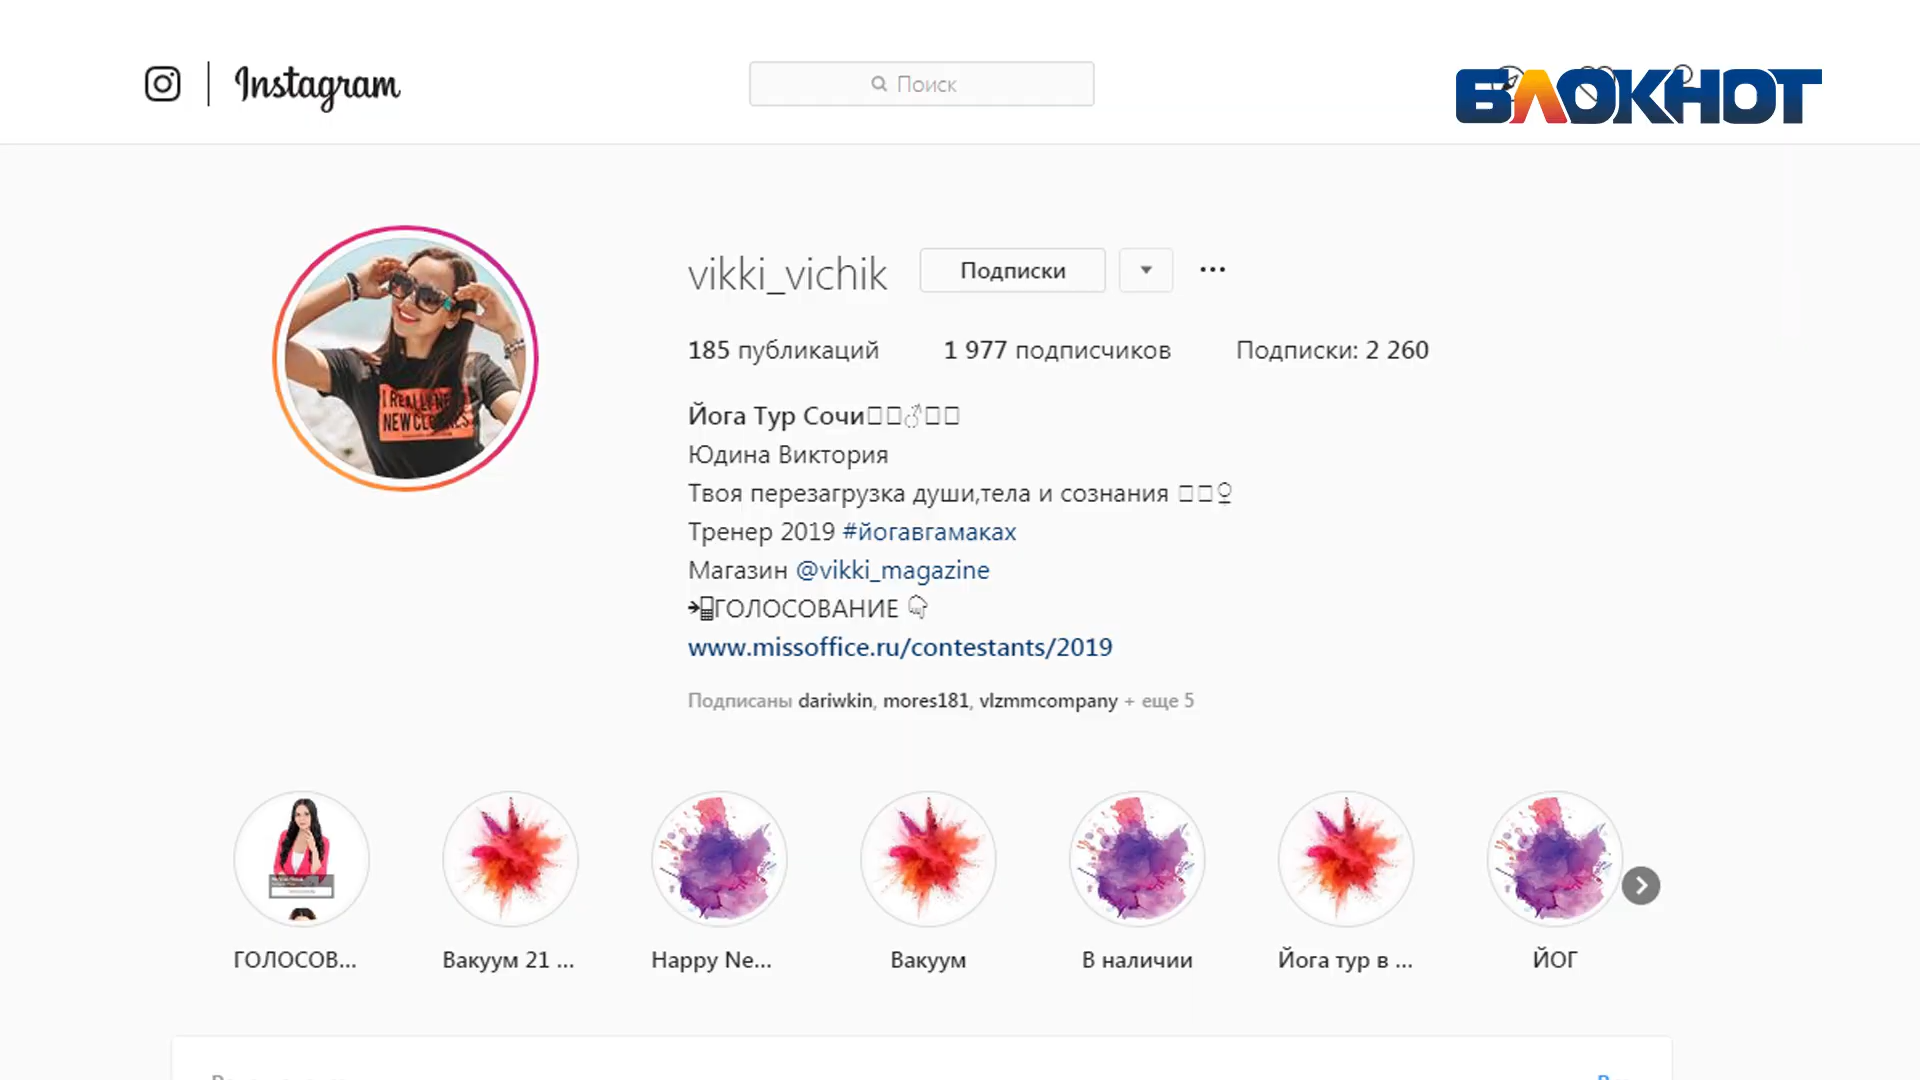 Instagram
Поиск
БЛОКНОТ
vikki_vichik
Подписки
185 публикаций
1 977 подписчиков
Подписки: 2 260
Йога Тур Сочи
Юдина Виктория
Твоя перезагрузка души,тела и сознания
Тренер 2019 #йогавгамаках
Магазин @vikki_magazine
ГОЛОСОВАНИЕ
www.missoffice.ru/contestants/2019
Подписаны dariwkin, mores181, vlzmmcompany + еще 5
I REALLY
NEW
ГОЛОСОВ...
Вакуум 21 ...
Happy Ne...
Вакуум
В наличии
Йога тур в ...
ЙОГ